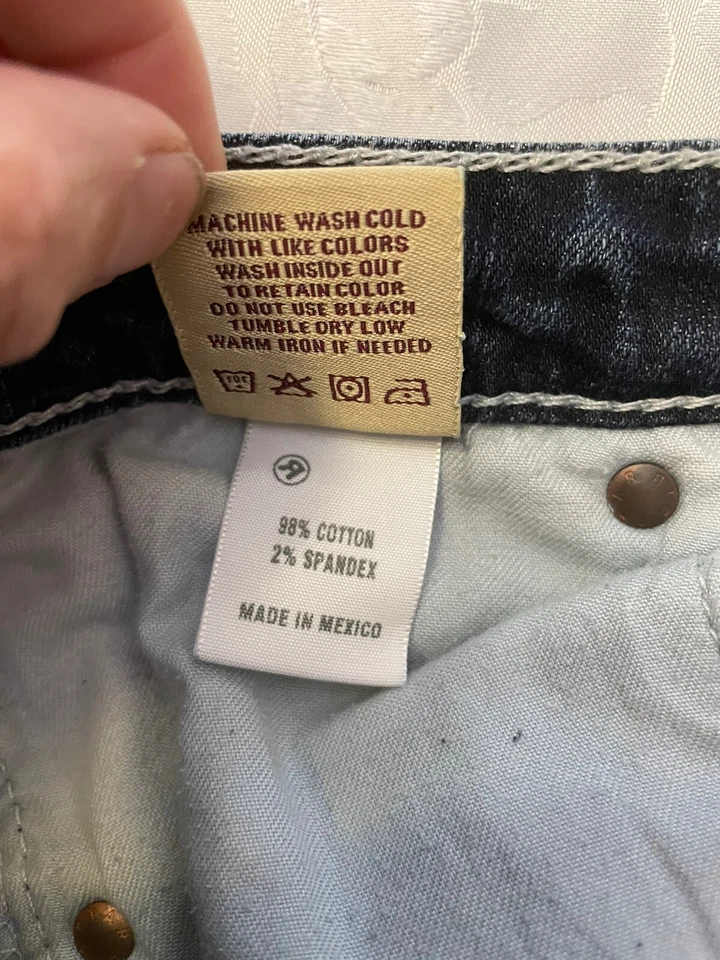 MACHINE WASH COLD
WITH LIKE COLORS
WASH INSIDE OUT
TO RETAIN COLOR
DO NOT USE BLEACH
TUMBLE DRY LOW
WARM IRON IF NEEDED
98% COTTON
2% SPANDEX
MADE IN MEXICO